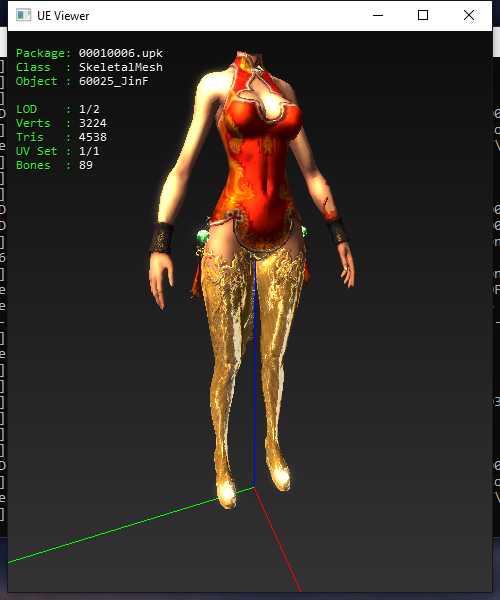 UE Viewer
Package: 00010006.upk
Class : SkeletalMesh
Object : 60025_JinF
LOD : 1/2
Verts : 3224
Tris : 4538
UV Set : 1/1
Bones : 89